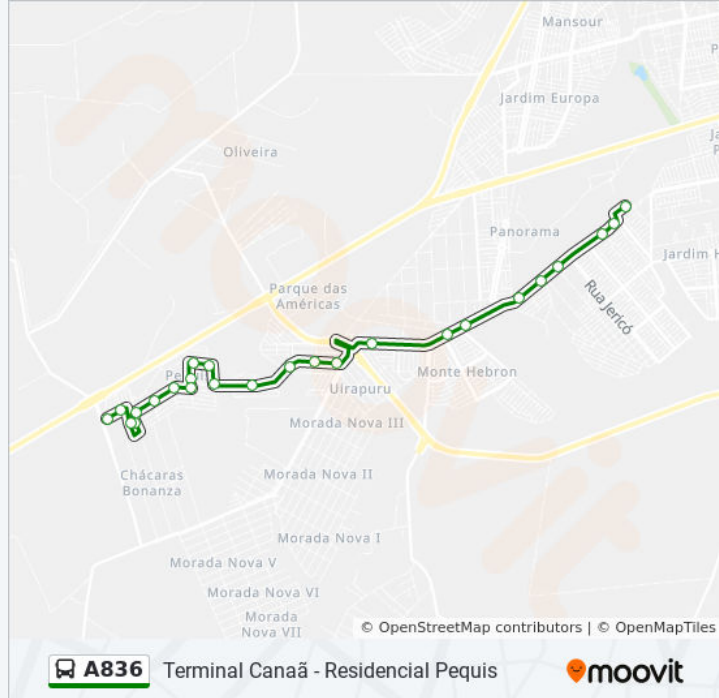 Mansour
Jardim Europa
Oliveira
Panorama
Jardim H
Parque das
Américas
Rua Jericó
Monte Hebron
Uirapuru
Morada Nova III
Chácaras
Bonanza
Morada Nova II
Morada Nova I
Morada Nova V
Morada Nova VI
Morada
Nova VII
© OpenStreetMap contributors | © OpenMapTiles
A836 Terminal Canaã - Residencial Pequis
moovit